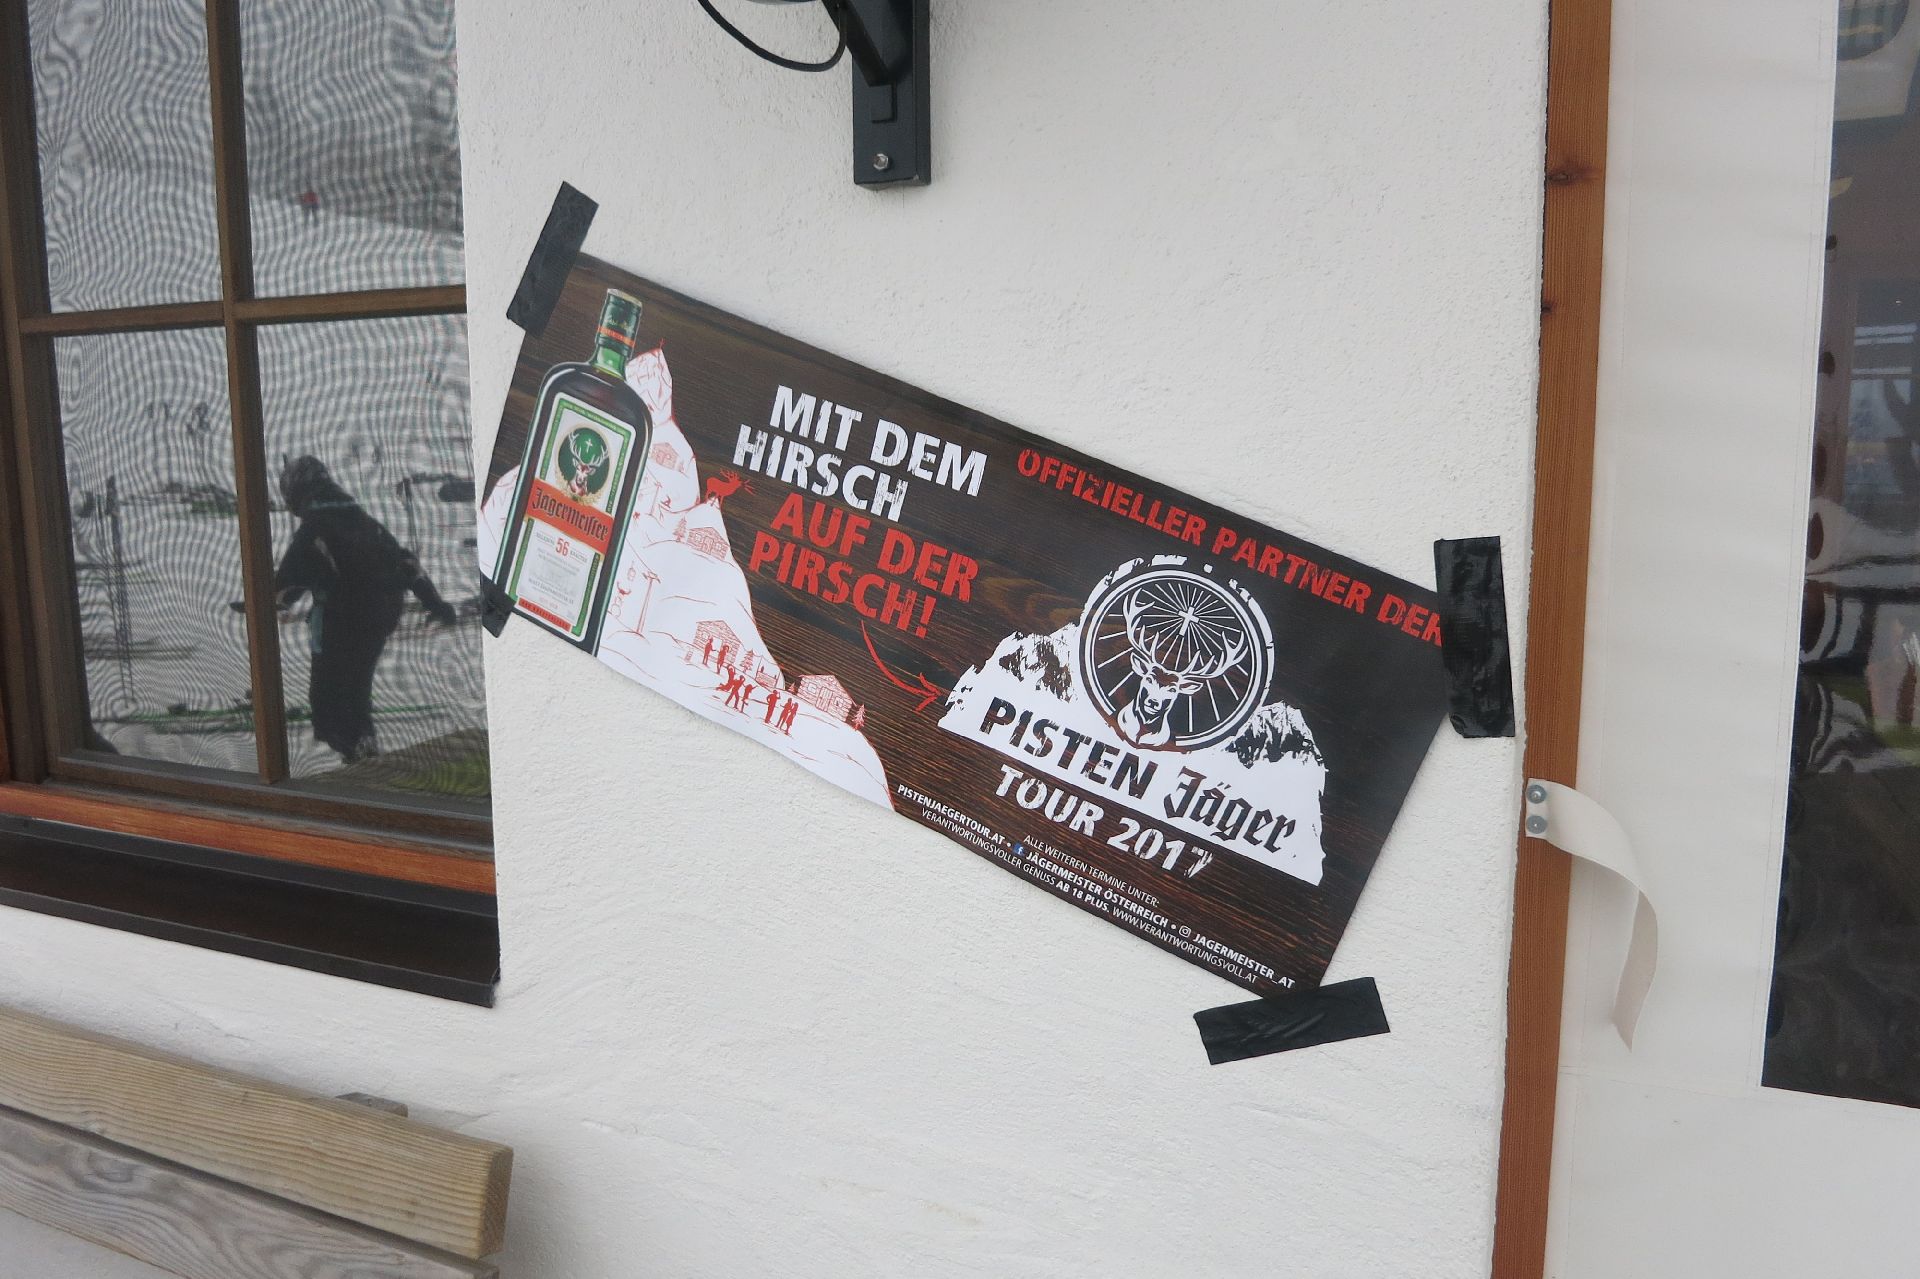 MIT DEM
HIRSCH
AUF DER
PIRSCH!
OFFIZIELLER PARTNER DER
PISTEN Jäger
TOUR 2017
ALLE WEITEREN TERMINE UNTER:
PISTENJAEGERTOUR.AT • JÄGERMEISTER ÖSTERREICH • JAGERMEISTER_AT
VERANTWORTUNGSVOLLER GENUSS AB 18 PLUS. WWW.VERANTWORTUNGSVOLL.AT
Jägermeister
56